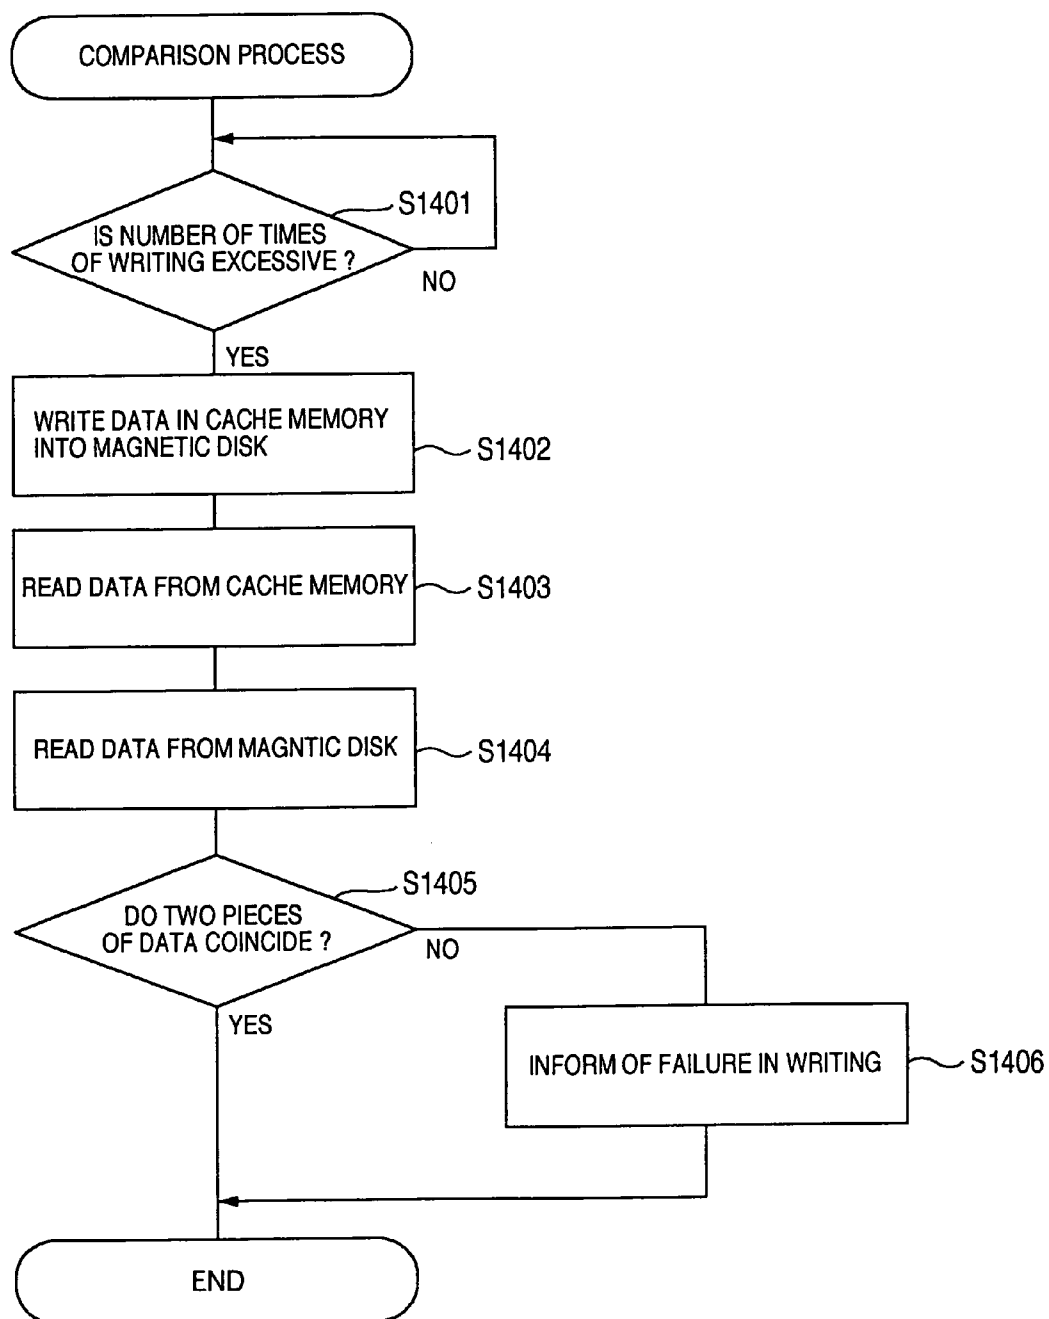 COMPARISON PROCESS
S1401
IS NUMBER OF TIMES
OF WRITING EXCESSIVE ?
NO
YES
WRITE DATA IN CACHE MEMORY
INTO MAGNETIC DISK
S1402
READ DATA FROM CACHE MEMORY
S1403
READ DATA FROM MAGNTIC DISK
S1404
S1405
DO TWO PIECES
OF DATA COINCIDE ?
NO
YES
INFORM OF FAILURE IN WRITING
S1406
END